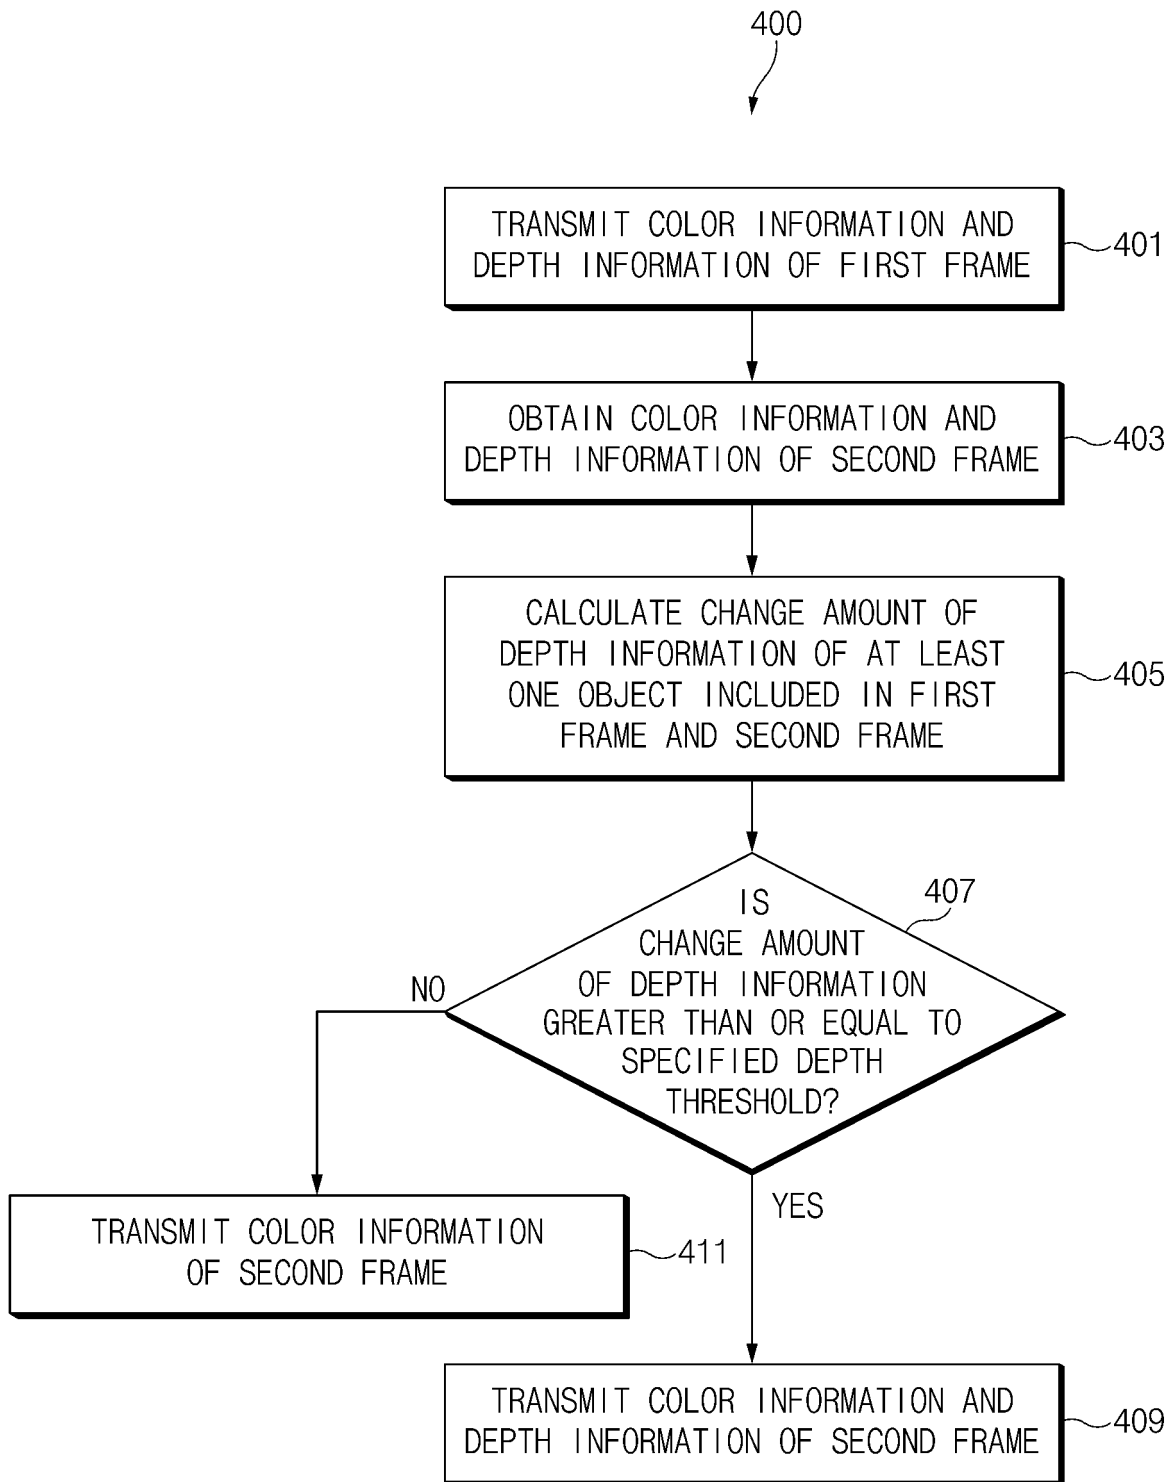 400
TRANSMIT COLOR INFORMATION AND
DEPTH INFORMATION OF FIRST FRAME
401
OBTAIN COLOR INFORMATION AND
DEPTH INFORMATION OF SECOND FRAME
403
CALCULATE CHANGE AMOUNT OF
DEPTH INFORMATION OF AT LEAST
ONE OBJECT INCLUDED IN FIRST
FRAME AND SECOND FRAME
405
IS
CHANGE AMOUNT
OF DEPTH INFORMATION
GREATER THAN OR EQUAL TO
SPECIFIED DEPTH
THRESHOLD?
407
NO
TRANSMIT COLOR INFORMATION
OF SECOND FRAME
411
YES
TRANSMIT COLOR INFORMATION AND
DEPTH INFORMATION OF SECOND FRAME
409